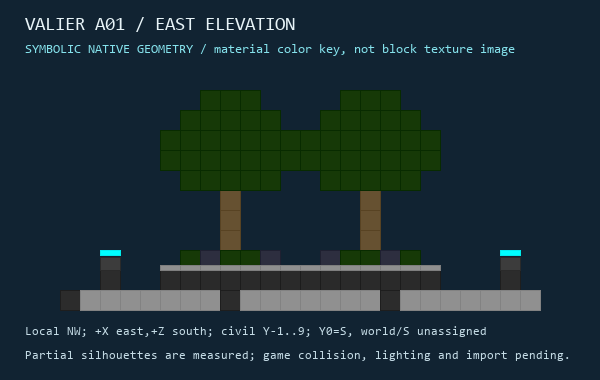 VALIER A01 / EAST ELEVATION
SYMBOLIC NATIVE GEOMETRY / material color key, not block texture image
Local NW; +X east,+Z south; civil Y-1..9; Y0=S, world/S unassigned
Partial silhouettes are measured; game collision, lighting and import pending.